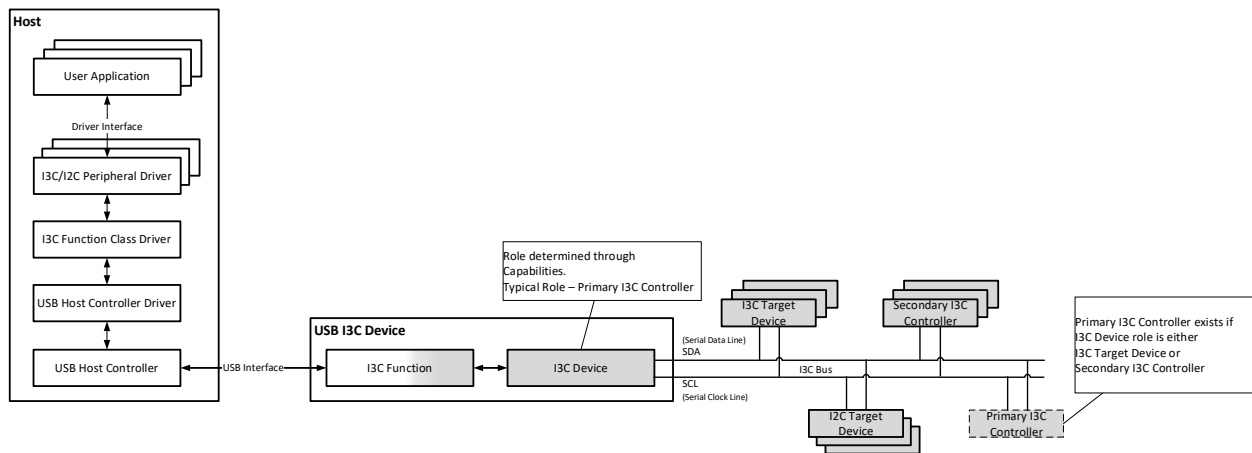 Host
User Application
Driver Interface
I3C/I2C Peripheral Driver
I3C Function Class Driver
USB Host Controller Driver
USB Host Controller
USB Interface
USB I3C Device
I3C Function
I3C Device
Role determined through
Capabilities.
Typical Role – Primary I3C Controller
(Serial Data Line)
SDA
I3C Bus
SCL
(Serial Clock Line)
I3C Target
Device
Secondary I3C
Controller
I2C Target
Device
Primary I3C
Controller
Primary I3C Controller exists if
I3C Device role is either
I3C Target Device or
Secondary I3C Controller